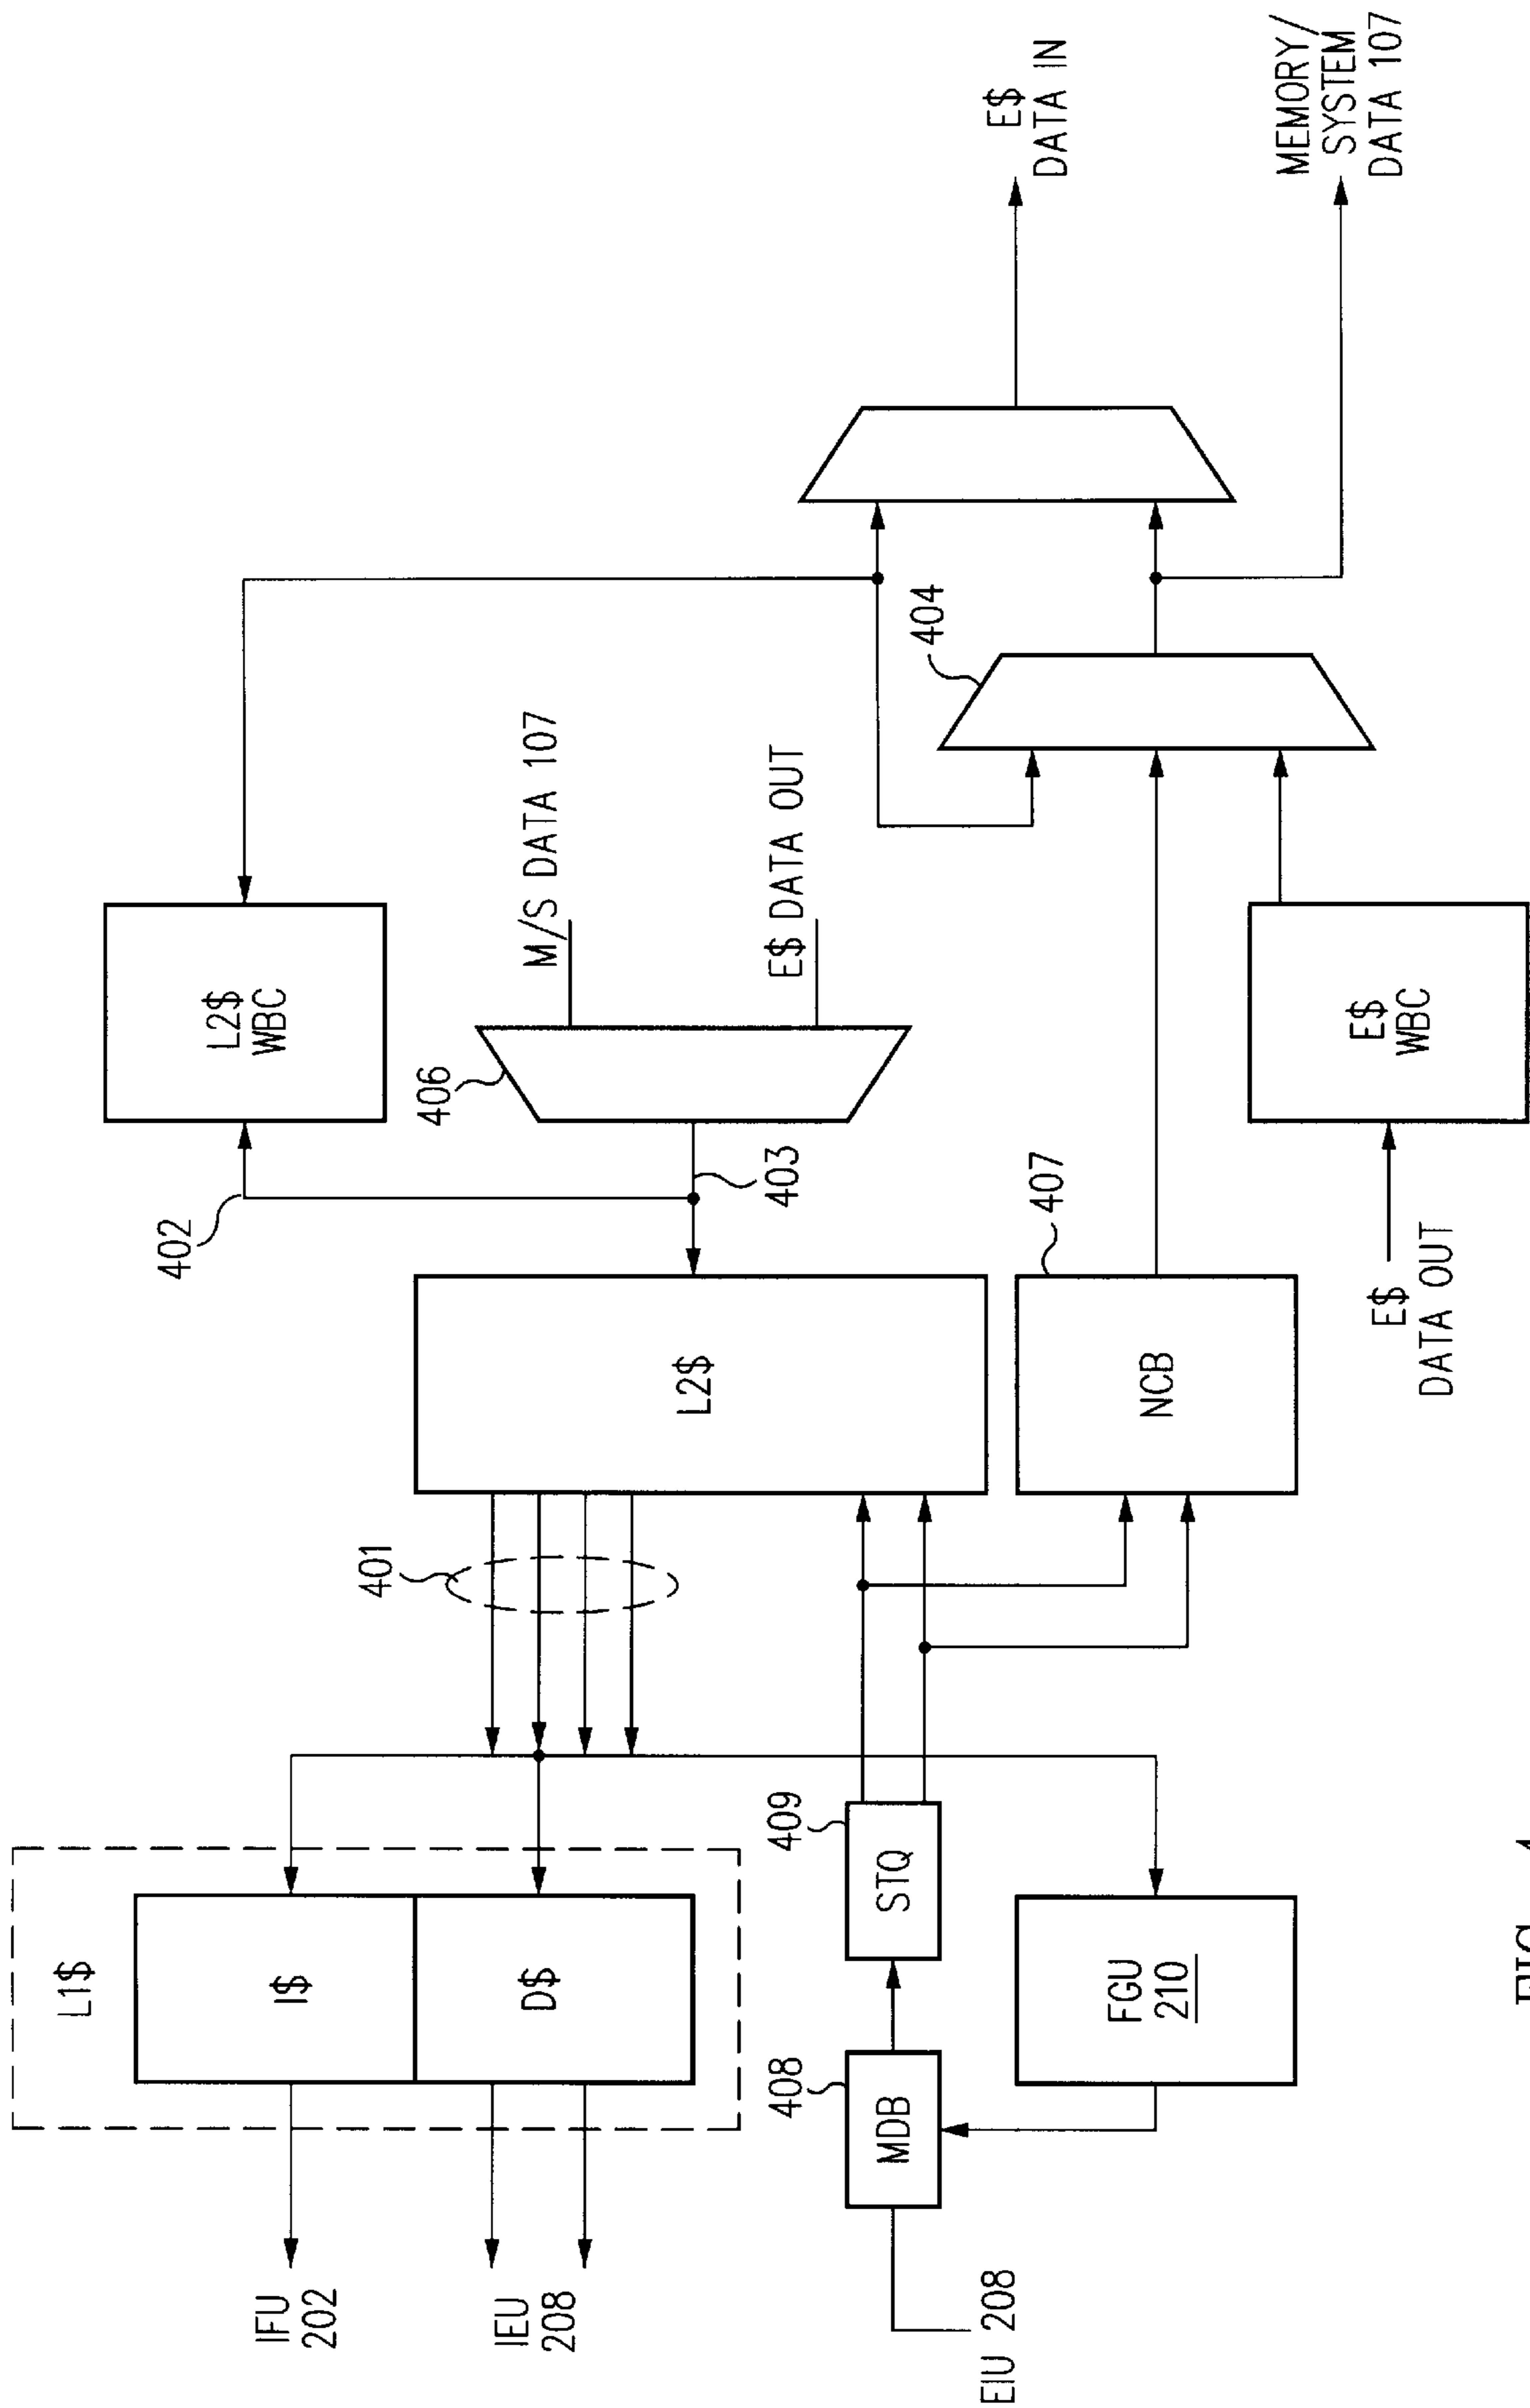 L1$
I$
D$
IFU
202
IEU
208
EIU 208
MDB
408
STQ
409
FGU
210
401
L2$
NCB
407
402
403
406
L2$
WBC
M/S DATA 107
E$ DATA OUT
E$
DATA OUT
E$
WBC
404
E$
DATA IN
MEMORY/
SYSTEM
DATA 107